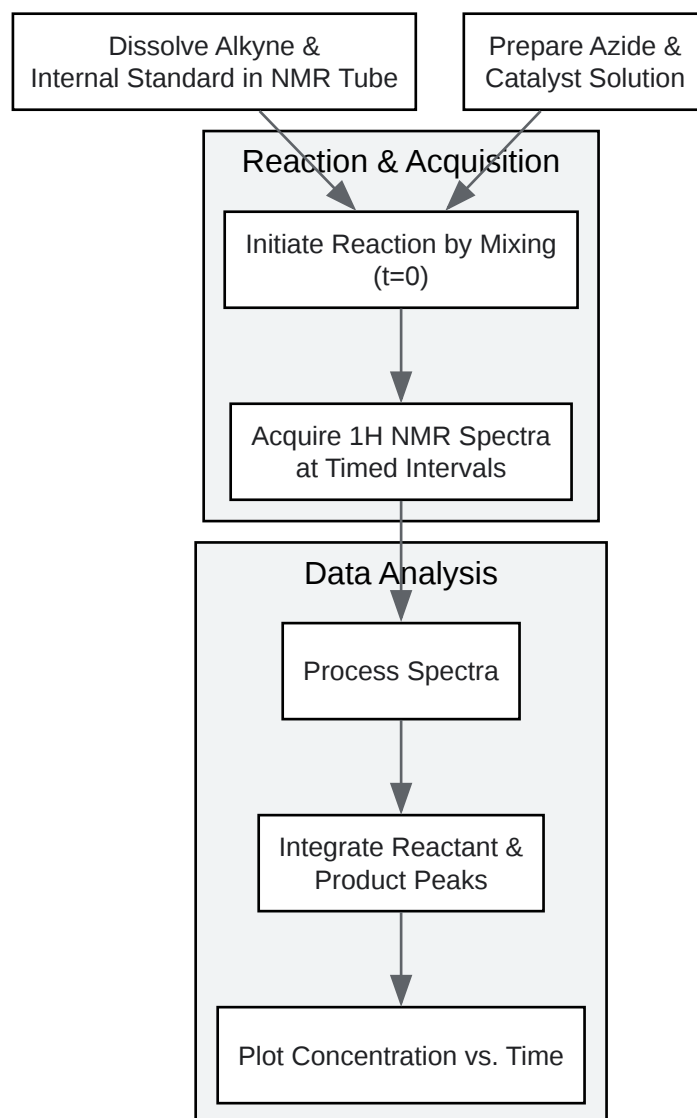 Dissolve Alkyne &
Internal Standard in NMR Tube
Prepare Azide &
Catalyst Solution
Reaction & Acquisition
Initiate Reaction by Mixing
(t=0)
Acquire 1H NMR Spectra
at Timed Intervals
Data Analysis
Process Spectra
Integrate Reactant &
Product Peaks
Plot Concentration vs. Time